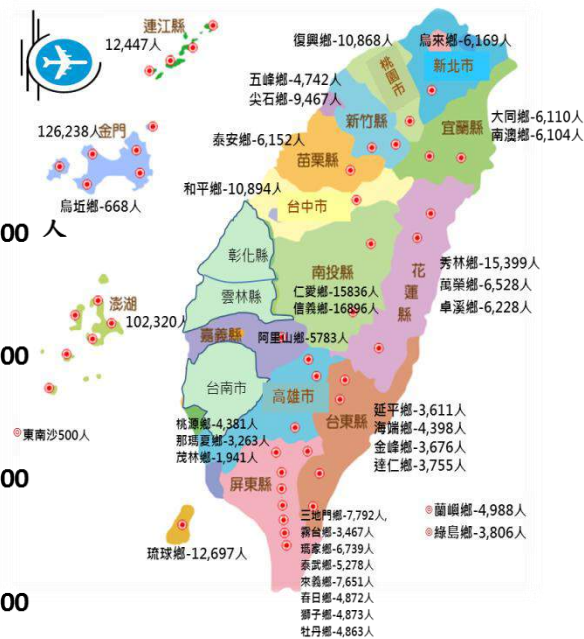 連江縣
12,447人
復興鄉-10,868人
烏來鄉-6,169人
新北市
桃園市
五峰鄉-4,742人
尖石鄉-9,467人
新竹縣
宜蘭縣
大同鄉-6,110人
南澳鄉-6,104人
126,238人金門
泰安鄉-6,152人
苗栗縣
和平鄉-10,894人
台中市
烏坵鄉-668人
00 人
彰化縣
南投縣
花蓮縣
秀林鄉-15,399人
萬榮鄉-6,528人
卓溪鄉-6,228人
仁愛鄉-15836人
信義鄉-16896人
雲林縣
澎湖
102,320人
嘉義縣
阿里山鄉-5783人
00
台南市
高雄市
台東縣
延平鄉-3,611人
海端鄉-4,398人
金峰鄉-3,676人
達仁鄉-3,755人
桃源鄉-4,381人
那瑪夏鄉-3,263人
茂林鄉-1,941人
東南沙500人
00
屏東縣
蘭嶼鄉-4,988人
綠島鄉-3,806人
三地門鄉-7,792人,
霧台鄉-3,467人
瑪家鄉-6,739人
泰武鄉-5,278人
來義鄉-7,651人
春日鄉-4,872人
獅子鄉-4,873人
牡丹鄉-4,863人
琉球鄉-12,697人
00